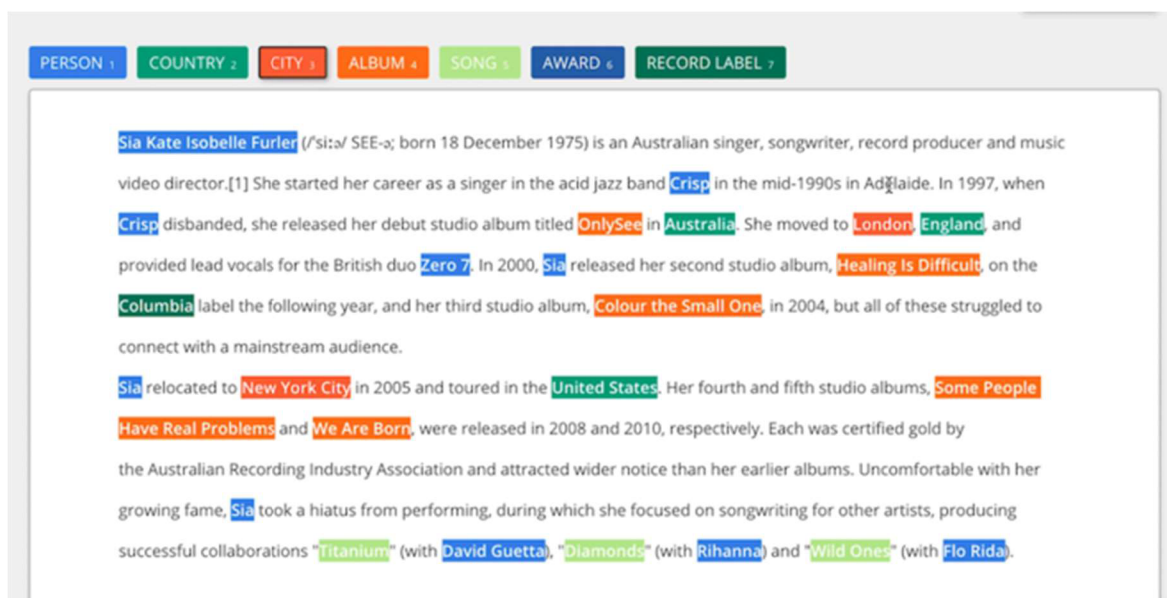 PERSON 1 COUNTRY 2 CITY 3 ALBUM 4 SONG 5 AWARD 6 RECORD LABEL 7
Sia Kate Isobelle Furler (/ˈsiːə/ SEE-ə; born 18 December 1975) is an Australian singer, songwriter, record producer and music
video director.[1] She started her career as a singer in the acid jazz band Crisp in the mid-1990s in Adelaide. In 1997, when
Crisp disbanded, she released her debut studio album titled OnlySee in Australia. She moved to London, England, and
provided lead vocals for the British duo Zero 7. In 2000, Sia released her second studio album, Healing Is Difficult, on the
Columbia label the following year, and her third studio album, Colour the Small One, in 2004, but all of these struggled to
connect with a mainstream audience.
Sia relocated to New York City in 2005 and toured in the United States. Her fourth and fifth studio albums, Some People
Have Real Problems and We Are Born, were released in 2008 and 2010, respectively. Each was certified gold by
the Australian Recording Industry Association and attracted wider notice than her earlier albums. Uncomfortable with her
growing fame, Sia took a hiatus from performing, during which she focused on songwriting for other artists, producing
successful collaborations "Titanium" (with David Guetta), "Diamonds" (with Rihanna) and "Wild Ones" (with Flo Rida).